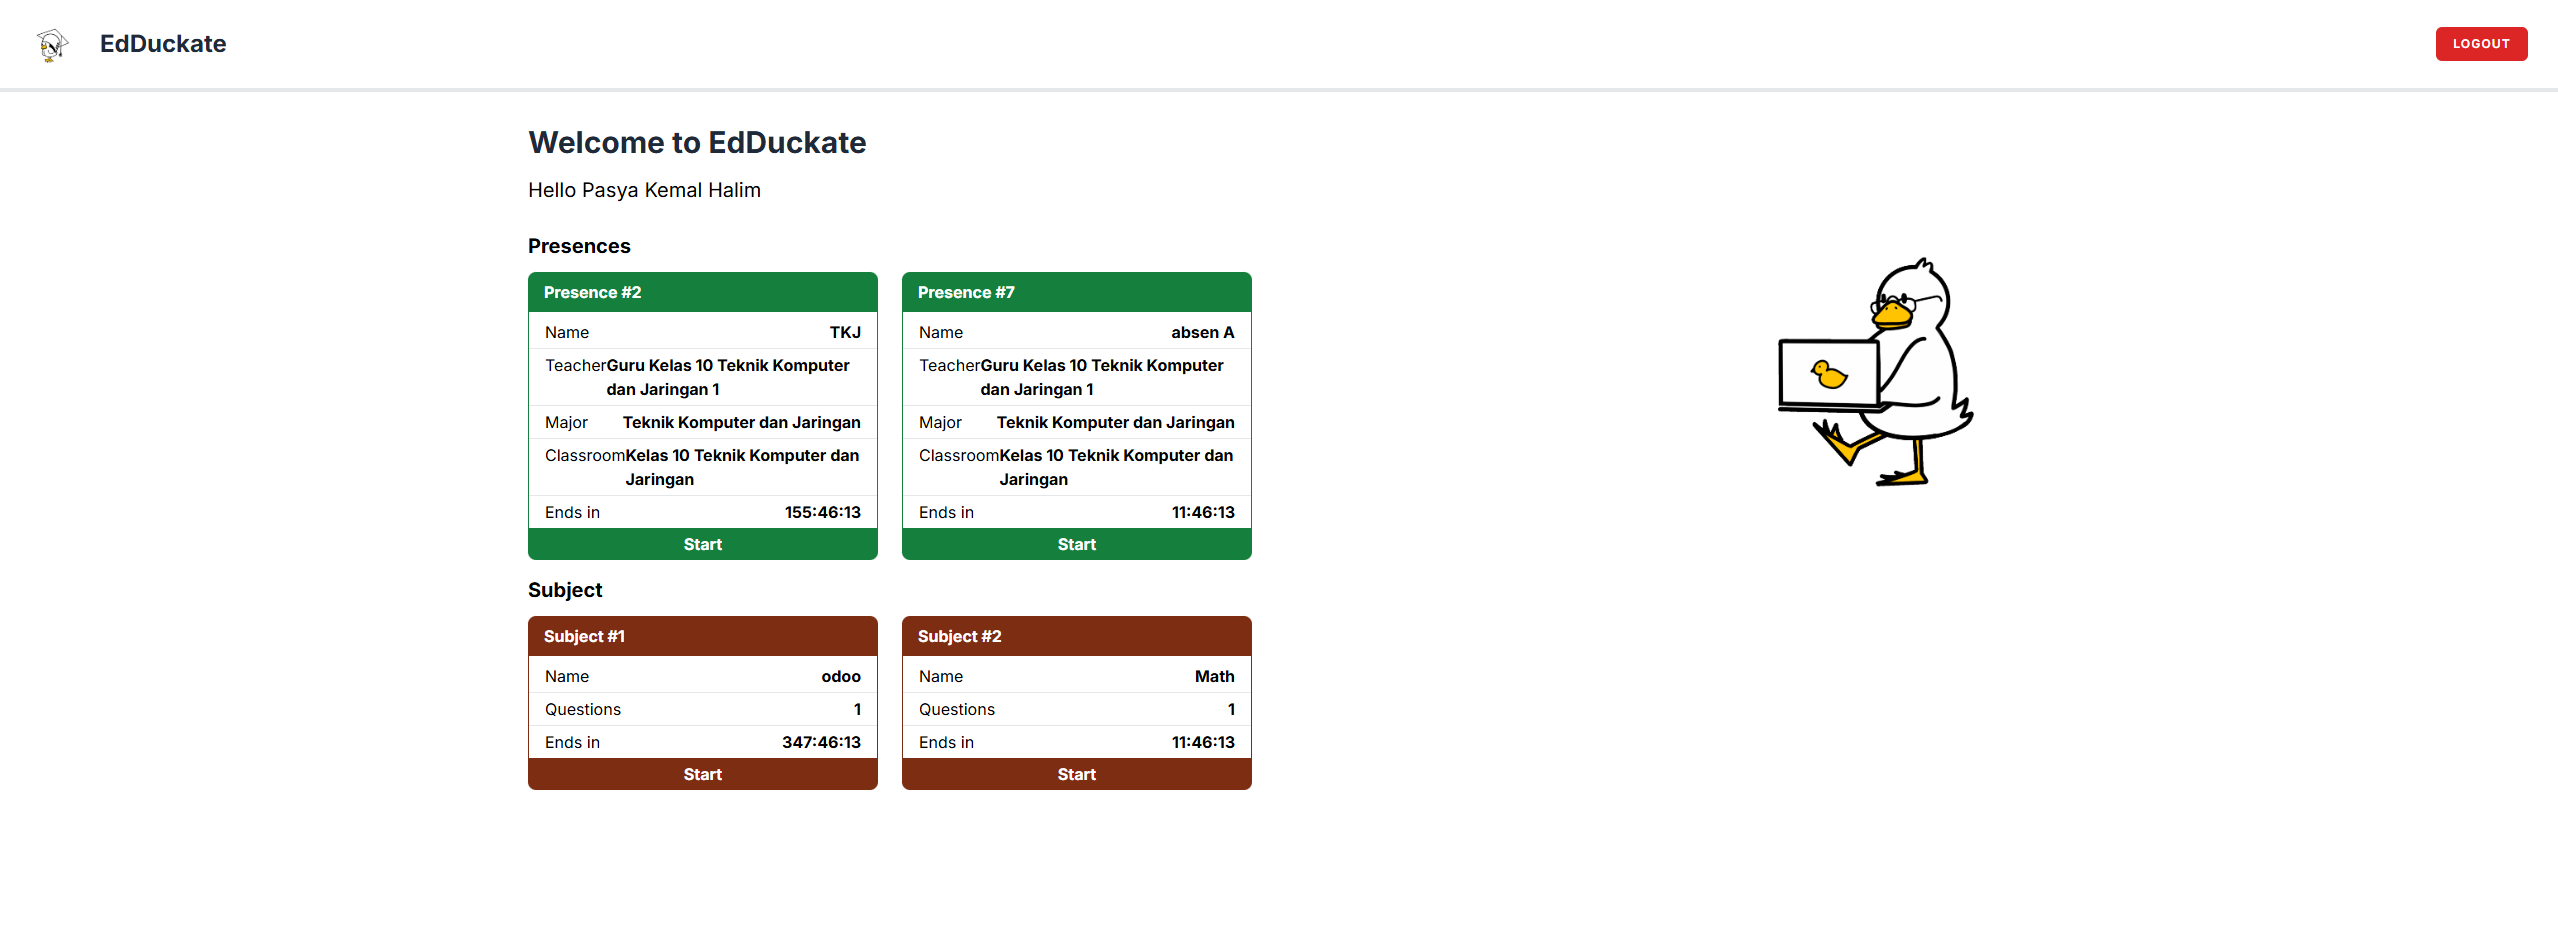 EdDuckate
LOGOUT
Welcome to EdDuckate
Hello Pasya Kemal Halim
Presences
Presence #2
Name TKJ
Teacher Guru Kelas 10 Teknik Komputer
dan Jaringan 1
Major Teknik Komputer dan Jaringan
Classroom Kelas 10 Teknik Komputer dan
Jaringan
Ends in 155:46:13
Start
Presence #7
Name absen A
Teacher Guru Kelas 10 Teknik Komputer
dan Jaringan 1
Major Teknik Komputer dan Jaringan
Classroom Kelas 10 Teknik Komputer dan
Jaringan
Ends in 11:46:13
Start
Subject
Subject #1
Name odoo
Questions 1
Ends in 347:46:13
Start
Subject #2
Name Math
Questions 1
Ends in 11:46:13
Start